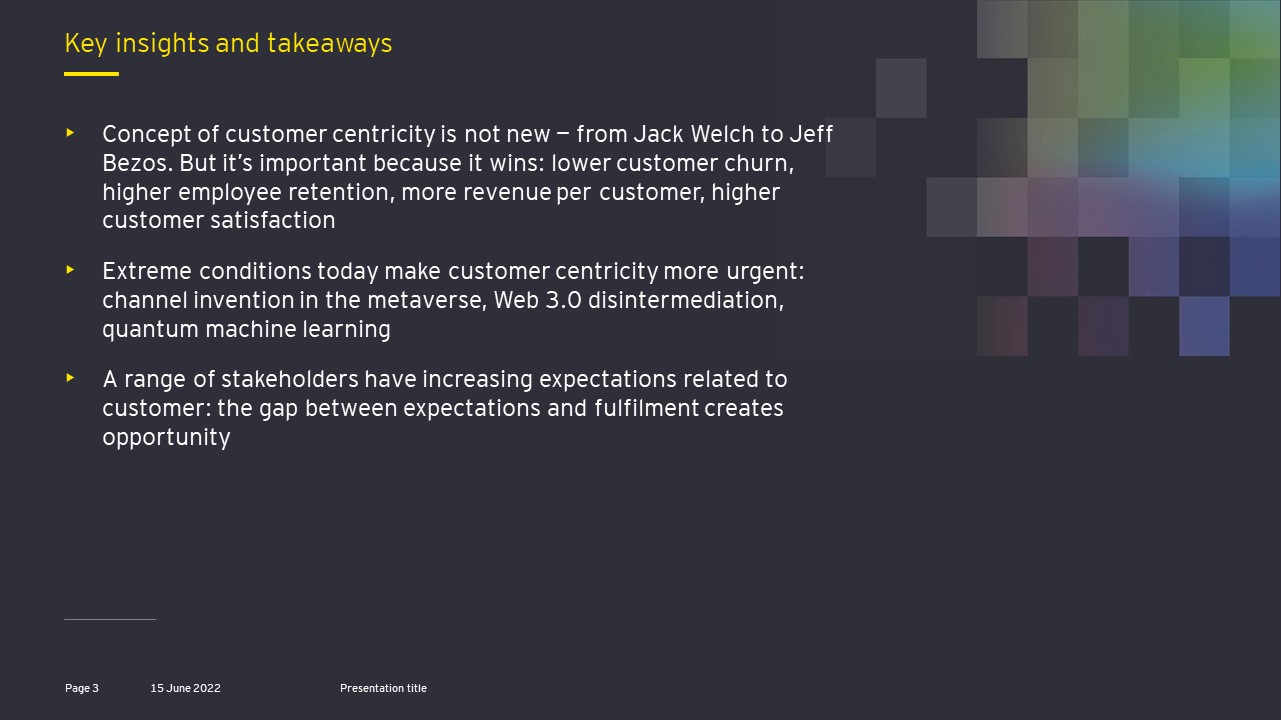 Key insights and takeaways
Concept of customer centricity is not new – from Jack Welch to Jeff
Bezos. But it’s important because it wins: lower customer churn,
higher employee retention, more revenue per customer, higher
customer satisfaction
Extreme conditions today make customer centricity more urgent:
channel invention in the metaverse, Web 3.0 disintermediation,
quantum machine learning
A range of stakeholders have increasing expectations related to
customer: the gap between expectations and fulfilment creates
opportunity
Page 3 15 June 2022 Presentation title